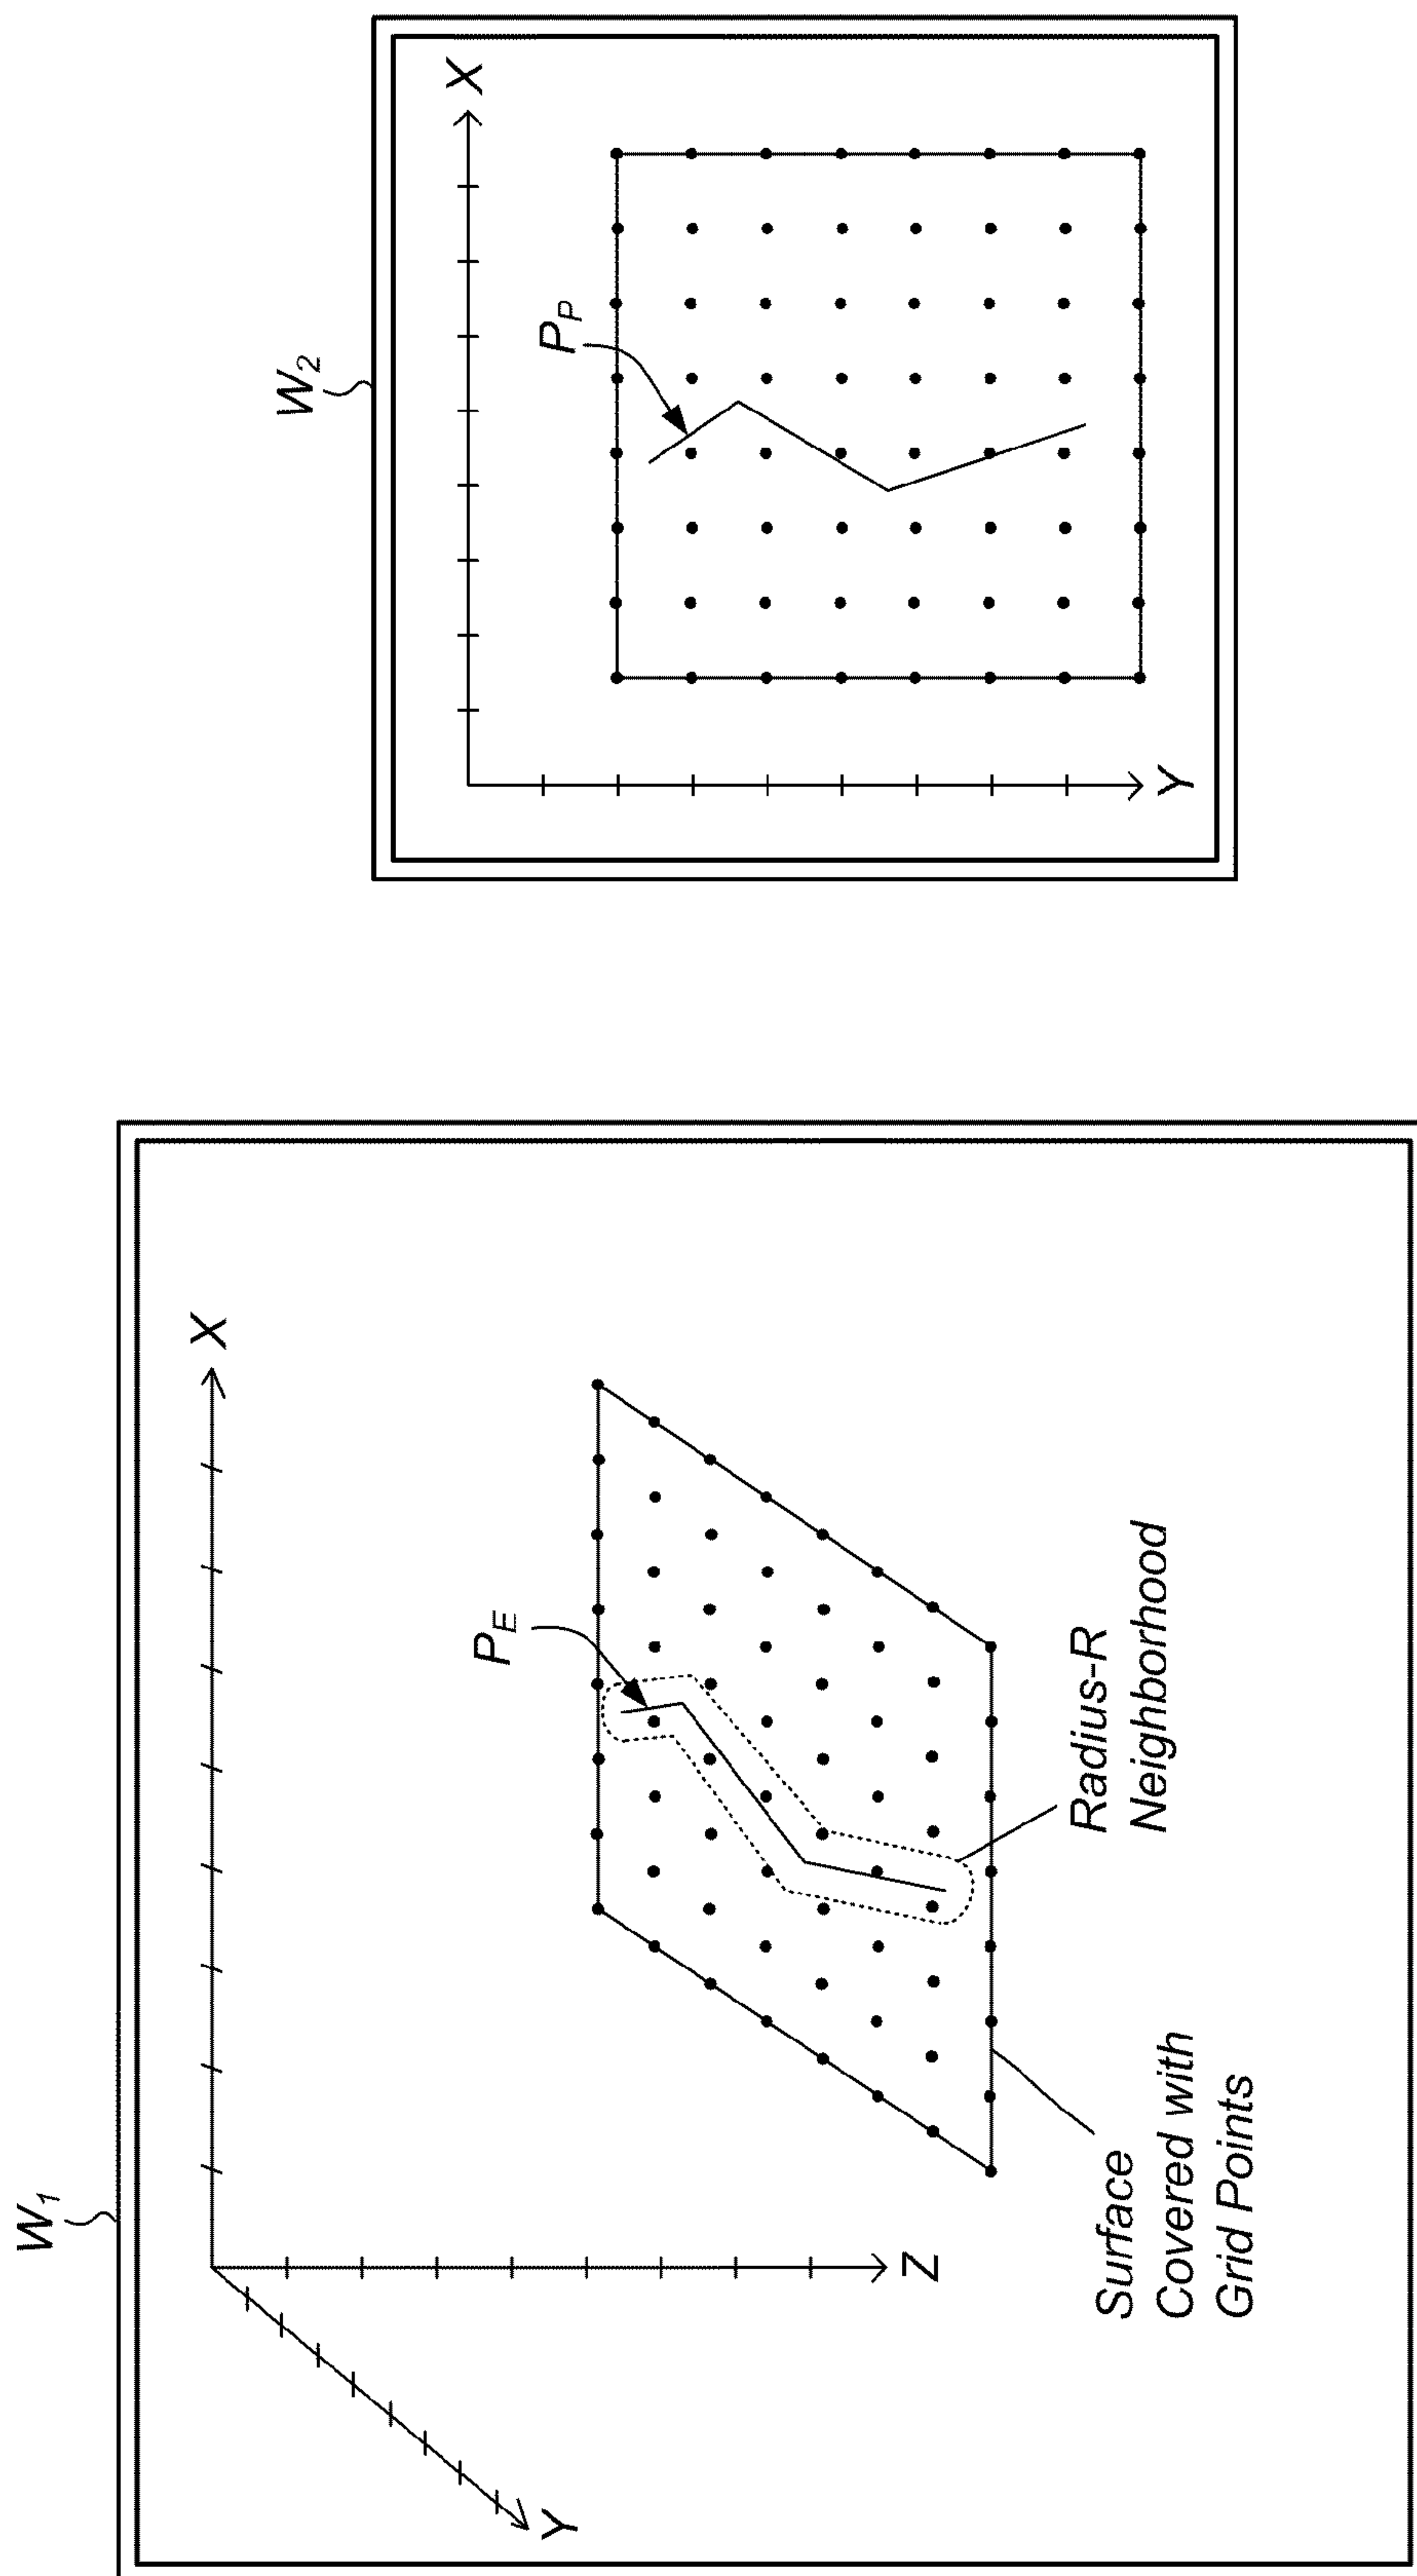 W1
X
Y
Z
PE
Radius-R
Neighborhood
Surface
Covered with
Grid Points
W2
X
Y
PP